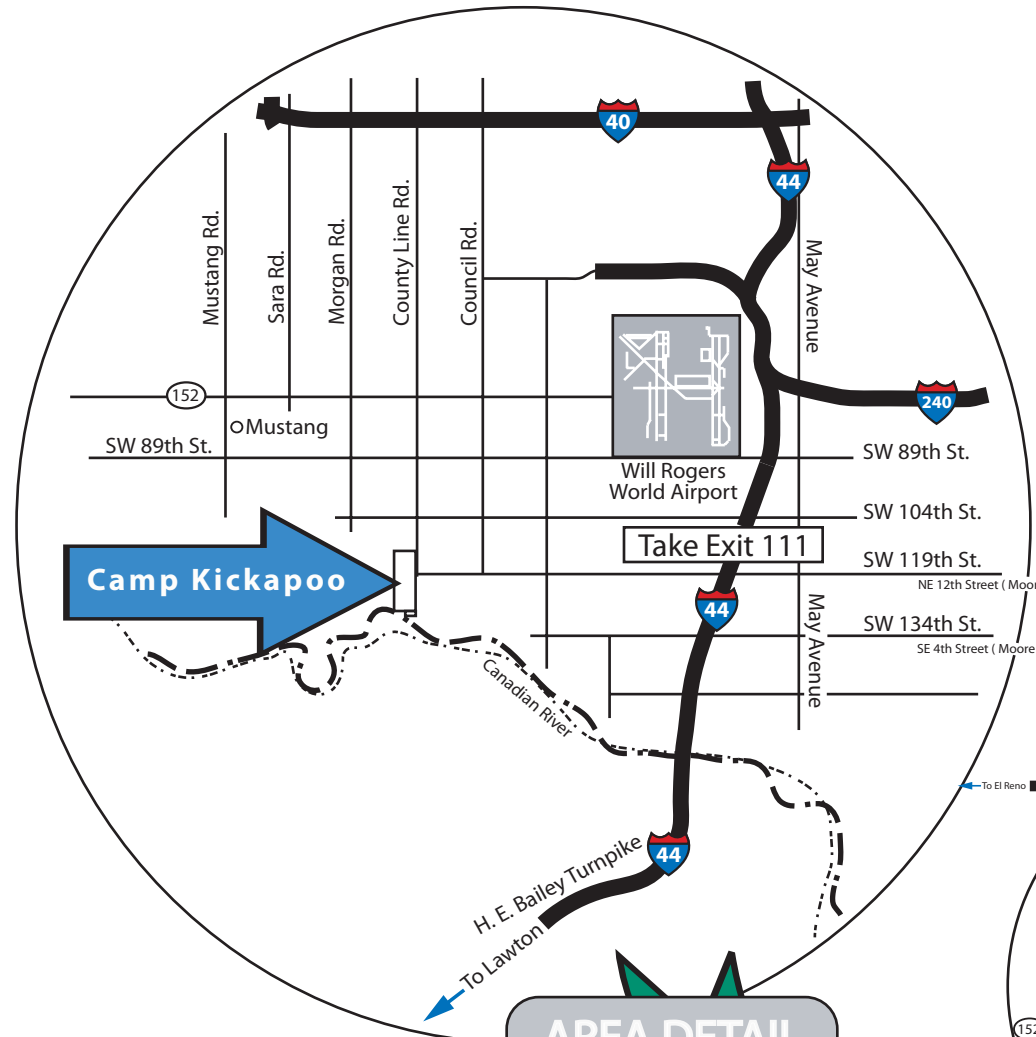 40
44
Mustang Rd.
Sara Rd.
Morgan Rd.
County Line Rd.
Council Rd.
May Avenue
152
240
Mustang
SW 89th St.
SW 89th St.
Will Rogers
World Airport
SW 104th St.
Take Exit 111
SW 119th St.
NE 12th Street ( Moor
Camp Kickapoo
44
May Avenue
SW 134th St.
SE 4th Street ( Moore
Canadian River
To El Reno
44
H. E. Bailey Turnpike
To Lawton
AREA DETAIL
152